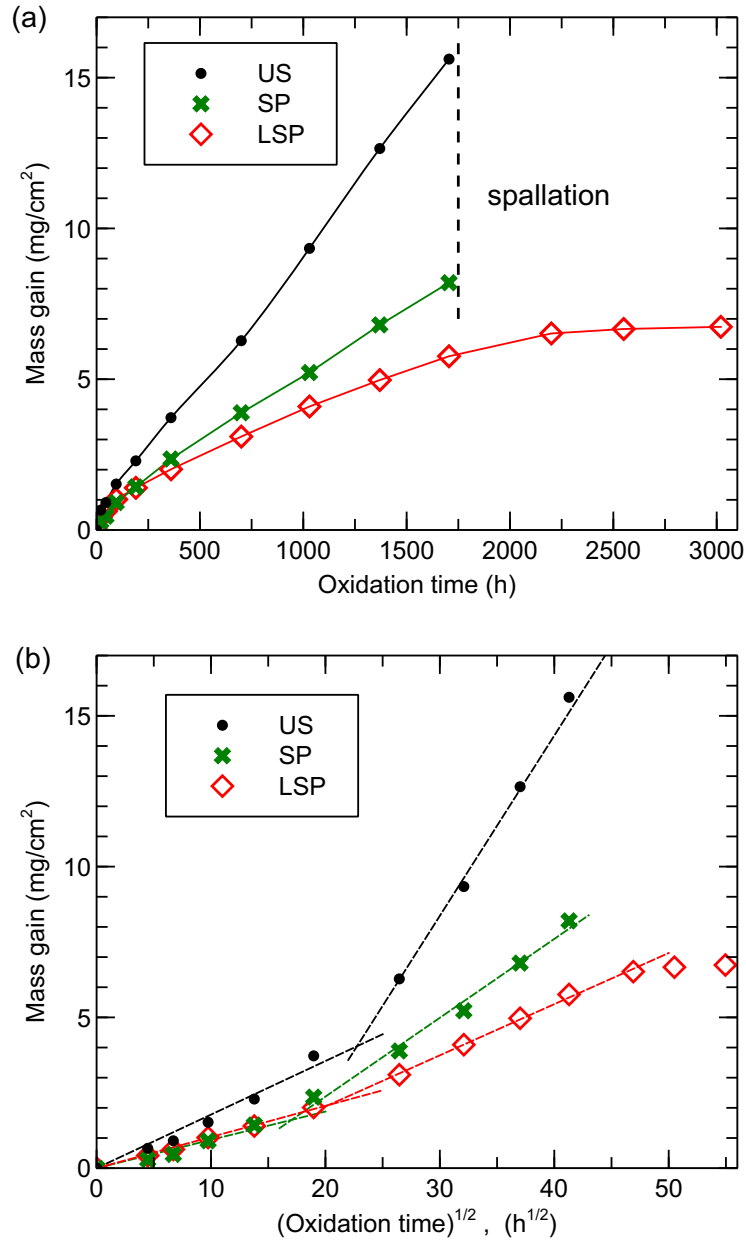 (a)
15
10
5
0
Mass gain (mg/cm²)
US
SP
LSP
spallation
0 500 1000 1500 2000 2500 3000
Oxidation time (h)
(b)
15
10
5
0
Mass gain (mg/cm²)
US
SP
LSP
0 10 20 30 40 50
(Oxidation time)^1/2 , (h^1/2)